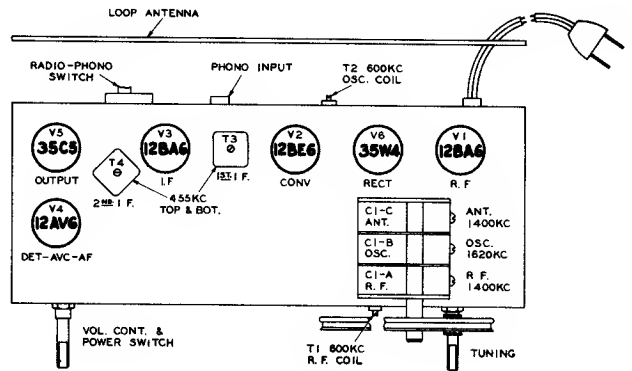 LOOP ANTENNA
RADIO-PHONO
SWITCH
PHONO INPUT
T2 600KC
OSC. COIL
V5
35C5
OUTPUT
T4
2ND. I F.
V3
12BA6
I.F
T3
1ST. I F.
455KC
TOP & BOT.
V2
12BE6
CONV
V6
35W4
RECT
V1
12BA6
R.F
V4
12AV6
DET-AVC-AF
C1-C
ANT.
ANT.
1400KC
C1-B
OSC.
OSC.
1620KC
C1-A
R.F.
R F.
1400KC
VOL. CONT. &
POWER SWITCH
T1 600KC
R.F. COIL
TUNING